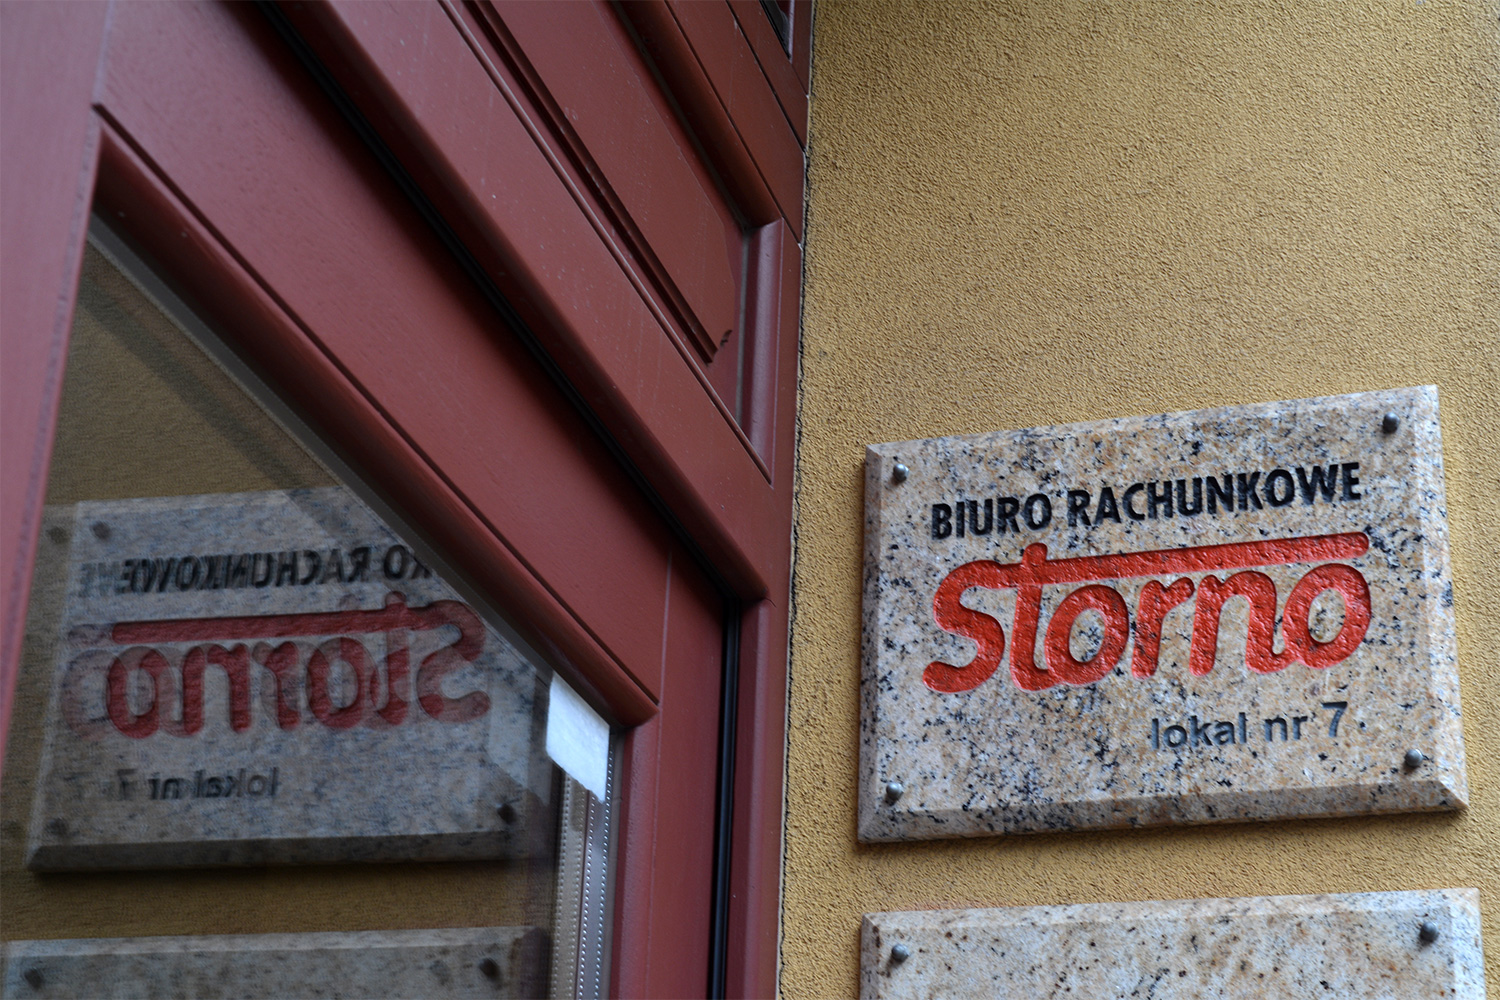 BIURO RACHUNKOWE
Storno
lokal nr 7